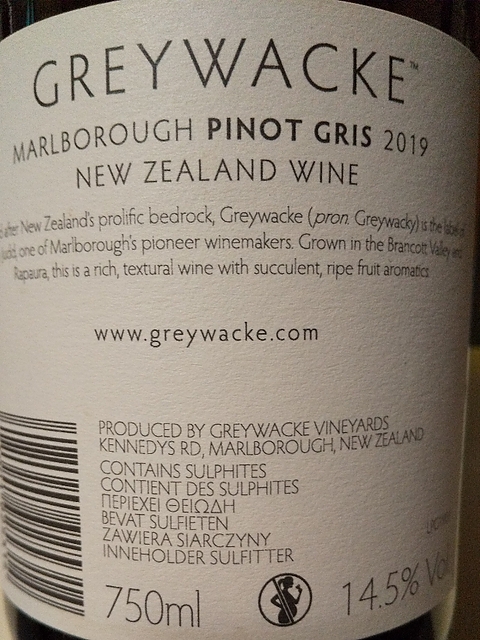 GREYWACKE™
MARLBOROUGH PINOT GRIS 2019
NEW ZEALAND WINE
after New Zealand's prolific bedrock, Greywacke (pron. Greywacky) is the label of
one of Marlborough's pioneer winemakers. Grown in the Brancott Valley and
Rapaura, this is a rich, textural wine with succulent, ripe fruit aromatics
www.greywacke.com
PRODUCED BY GREYWACKE VINEYARDS
KENNEDYS RD, MARLBOROUGH, NEW ZEALAND
CONTAINS SULPHITES
CONTIENT DES SULPHITES
ΠΕΡΙΕΧΕΙ ΘΕΙΩΔΗ
BEVAT SULFIETEN
ZAWIERA SIARCZYNY
INNEHOLDER SULFITTER
750ml
14.5% Vol